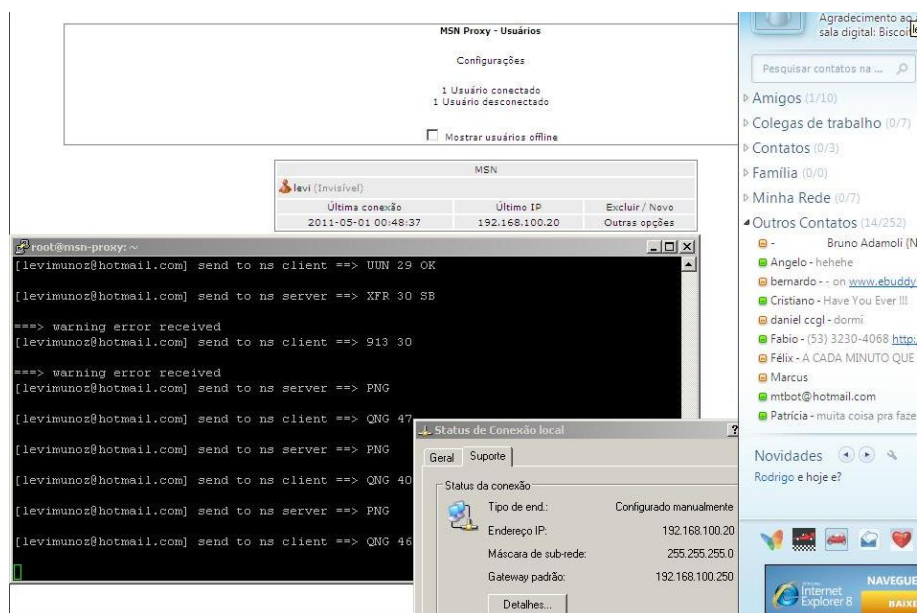 MSN Proxy - Usuários
Configurações
1 Usuário conectado
1 Usuário desconectado
Mostrar usuários offline
MSN
levi (Invisível)
Última conexão Último IP Excluir / Novo
2011-05-01 00:48:37 192.168.100.20 Outras opções
root@msn-proxy: ~
[levimunoz@hotmail.com] send to ns client ==> UUN 29 OK
[levimunoz@hotmail.com] send to ns server ==> XFR 30 SB
===> warning error received
[levimunoz@hotmail.com] send to ns client ==> 913 30
===> warning error received
[levimunoz@hotmail.com] send to ns server ==> PNG
[levimunoz@hotmail.com] send to ns client ==> QNG 47
[levimunoz@hotmail.com] send to ns server ==> PNG
[levimunoz@hotmail.com] send to ns client ==> QNG 40
[levimunoz@hotmail.com] send to ns server ==> PNG
[levimunoz@hotmail.com] send to ns client ==> QNG 46
Status de Conexão local
Geral Suporte
Status da conexão
Tipo de end.: Configurado manualmente
Endereço IP: 192.168.100.20
Máscara de sub-rede: 255.255.255.0
Gateway padrão: 192.168.100.250
Detalhes...
Agradecimento ao
sala digital:
Pesquisar contatos na ...
Amigos (1/10)
Colegas de trabalho (0/7)
Contatos (0/3)
Família (0/0)
Minha Rede (0/7)
Outros Contatos (14/252)
- Bruno Adamoli (N
Angelo - hehehe
bernardo - - on www.ebuddy
Cristiano - Have You Ever !!!
daniel ccgl - dormi
Fabio - (53) 3230-4068 http:
Félix - A CADA MINUTO QUE
Marcus
mtbot@hotmail.com
Patrícia - muita coisa pra faze
Novidades
Rodrigo e hoje e?
Windows
Internet
Explorer 8
NAVEGUE
BAIXE